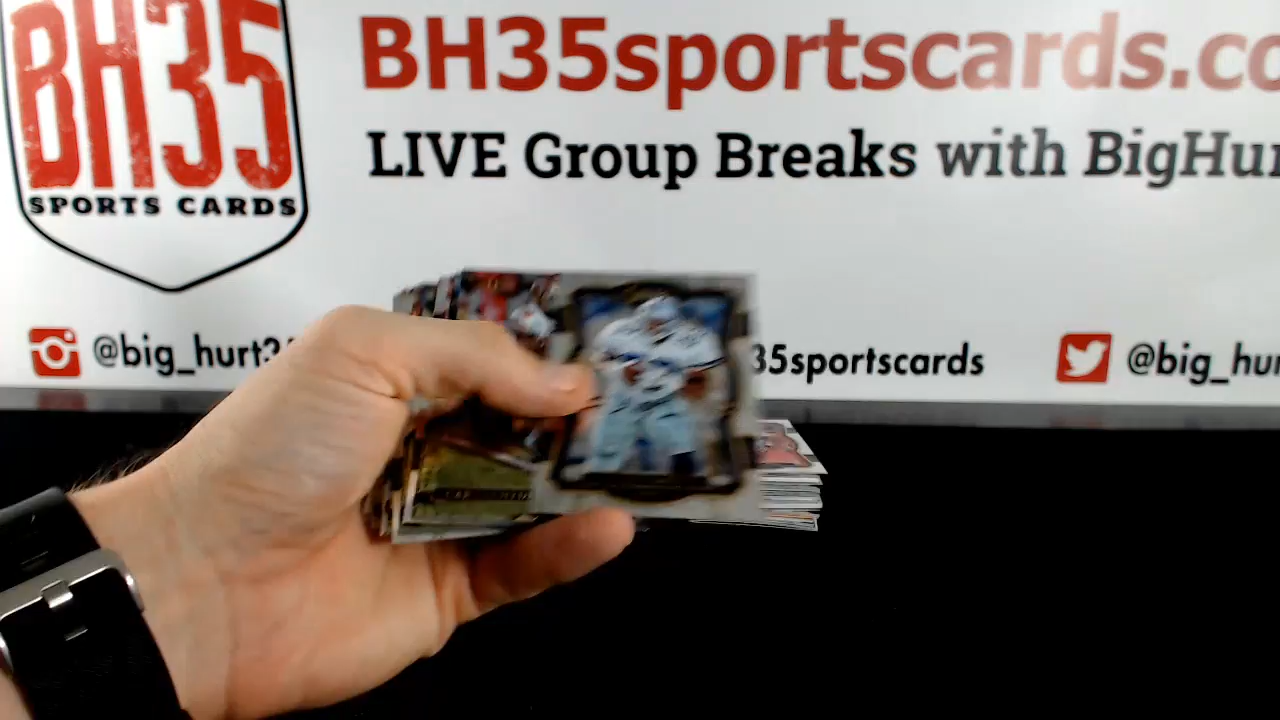 BH35
SPORTS CARDS
BH35sportscards.co
LIVE Group Breaks with BigHur
@big_hurt3
35sportscards
@big_hur